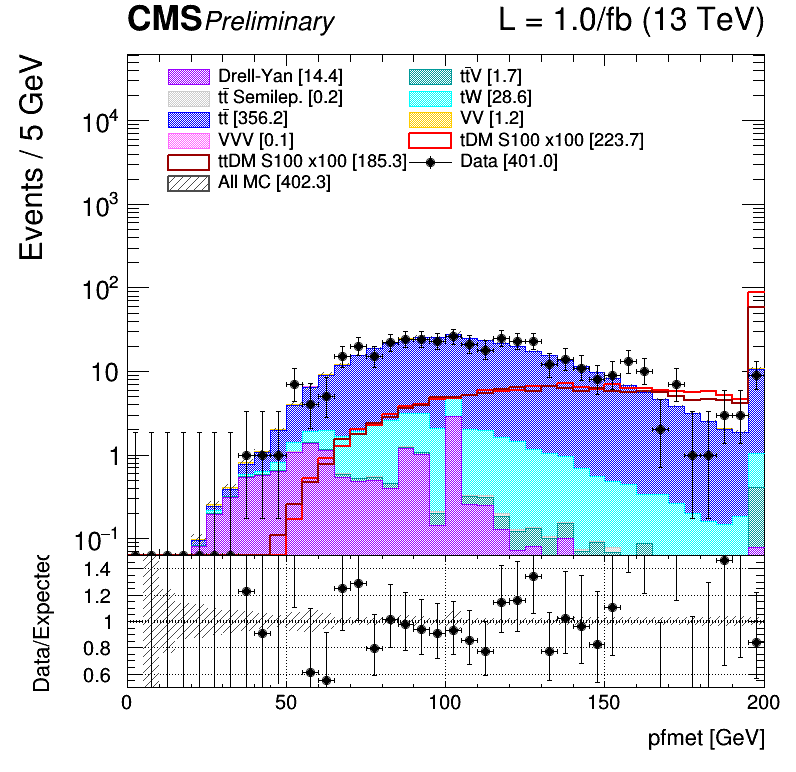 CMS Preliminary L = 1.0/fb (13 TeV)
Events / 5 GeV
Drell-Yan [14.4] tt̄V [1.7]
tt̄ Semilep. [0.2] tW [28.6]
tt̄ [356.2] VV [1.2]
VVV [0.1] tDM S100 x100 [223.7]
ttDM S100 x100 [185.3] Data [401.0]
All MC [402.3]
10⁴
10³
10²
10
1
10⁻¹
Data/Expected
1.4
1.2
1
0.8
0.6
0 50 100 150 200
pfmet [GeV]